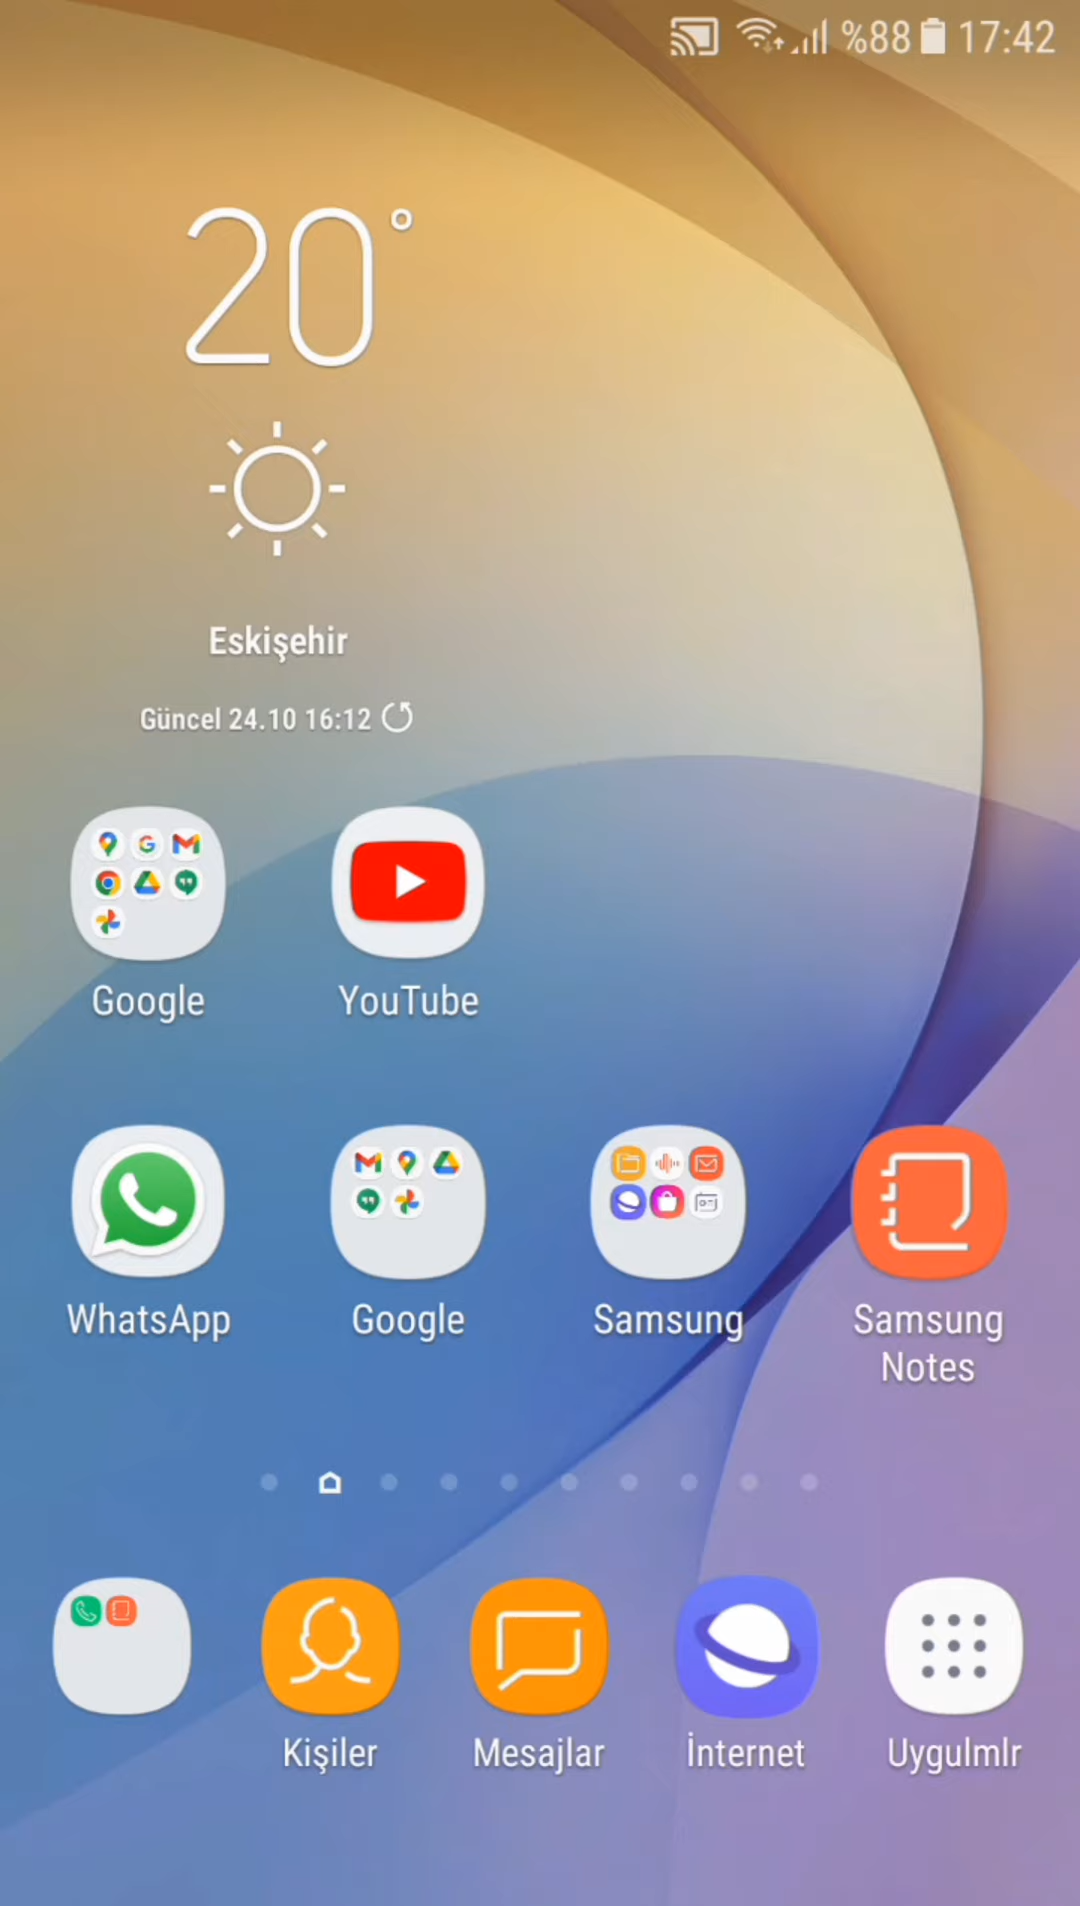 %88 17:42
20°
Eskişehir
Güncel 24.10 16:12
Google YouTube
WhatsApp Google Samsung Samsung
Notes
Kişiler Mesajlar İnternet Uygulmlr